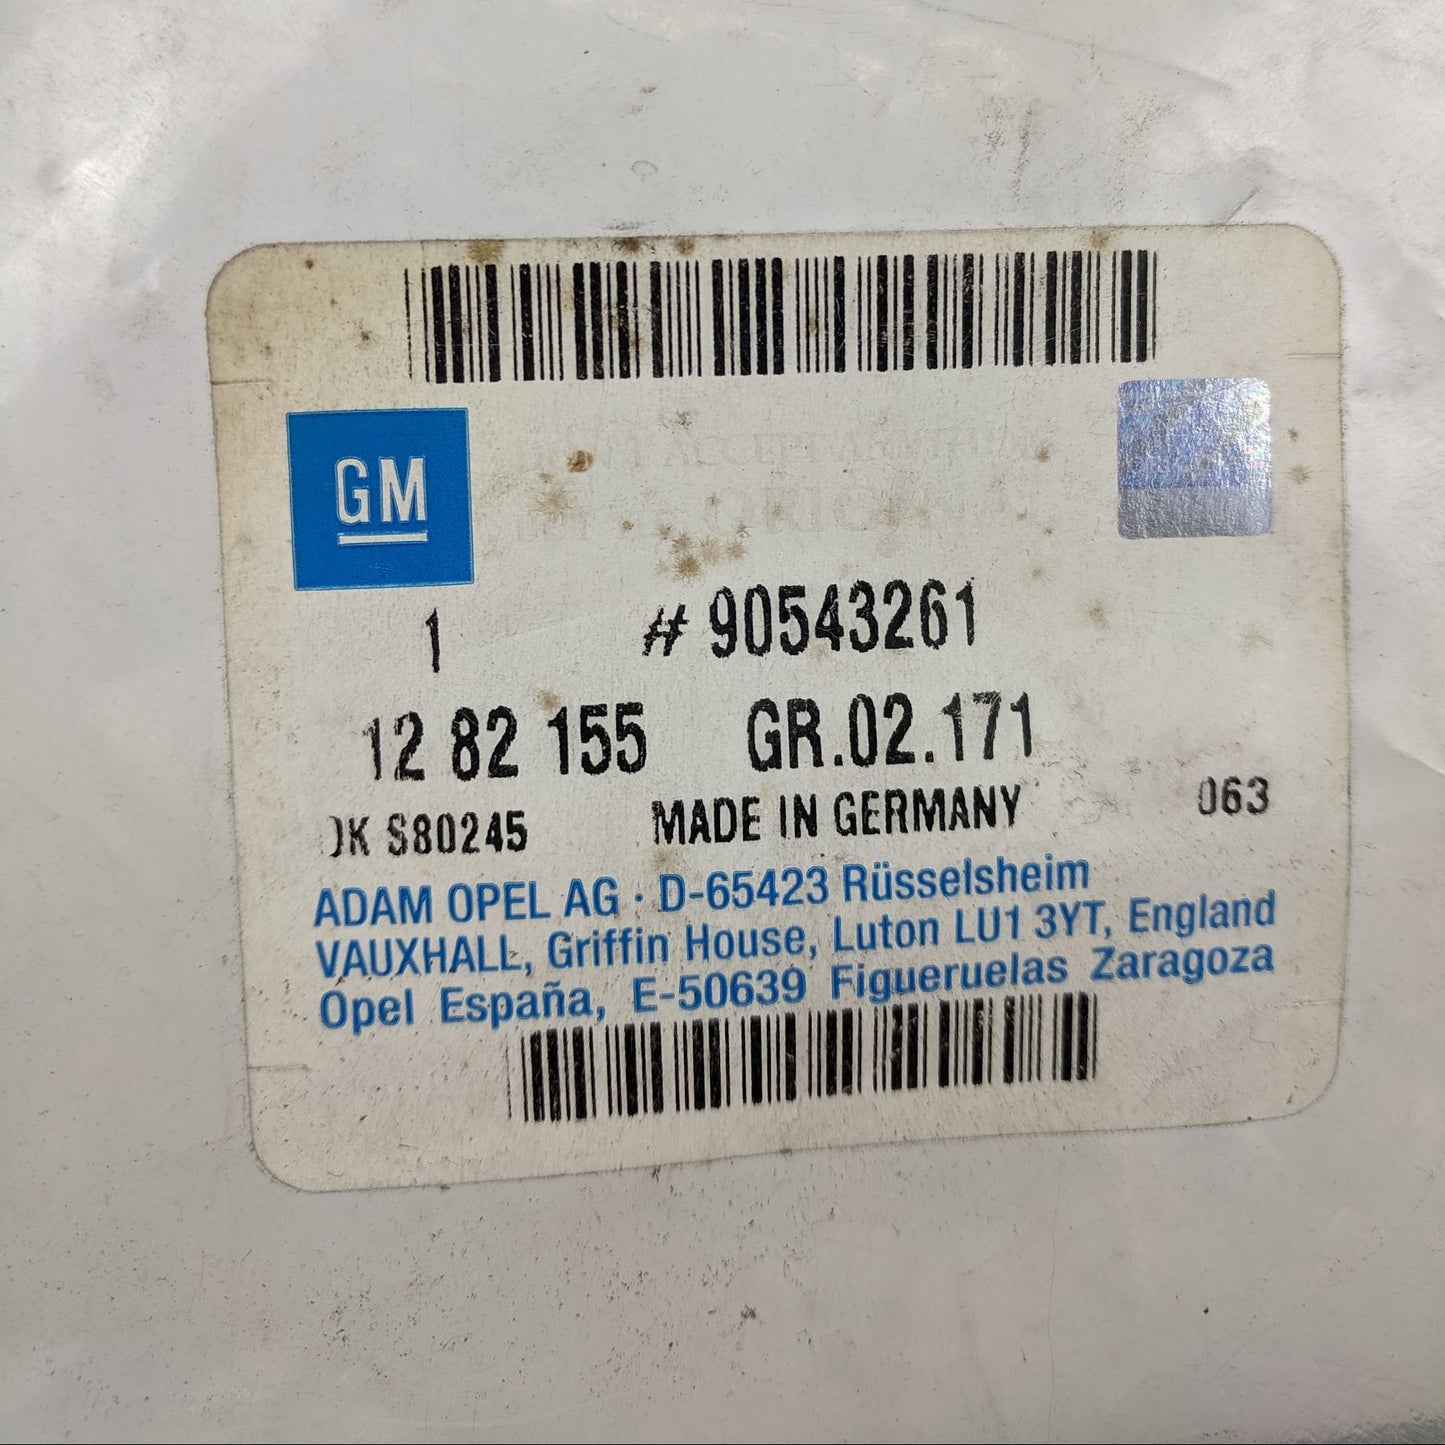 GM
1 # 90543261
12 82 155 GR.02.171
S80245 MADE IN GERMANY 063
ADAM OPEL AG · D-65423 Rüsselsheim
VAUXHALL, Griffin House, Luton LU1 3YT, England
Opel España, E-50639 Figueruelas Zaragoza